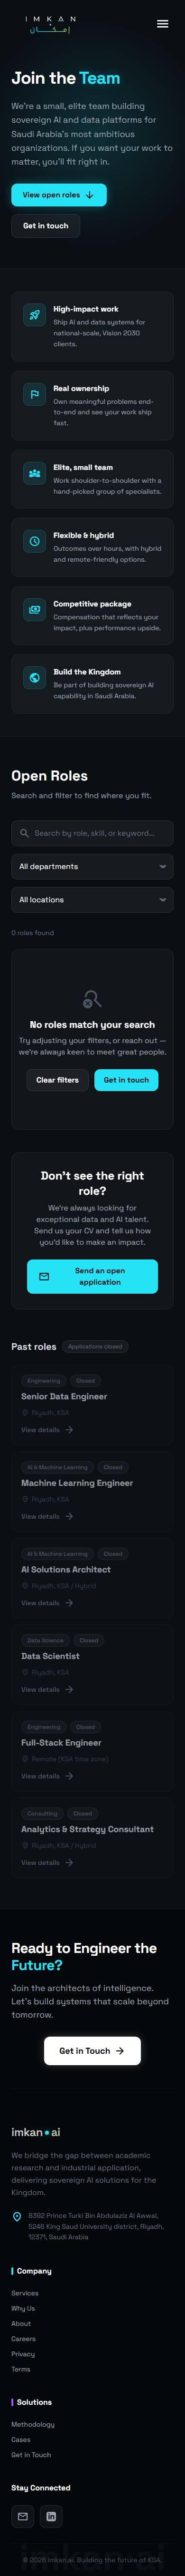 IMKAN
إمكان
Join the Team
We're a small, elite team building
sovereign AI and data platforms for
Saudi Arabia's most ambitious
organizations. If you want your work to
matter, you'll fit right in.
View open roles
Get in touch
High-impact work
Ship AI and data systems for
national-scale, Vision 2030
clients.
Real ownership
Own meaningful problems end-
to-end and see your work ship
fast.
Elite, small team
Work shoulder-to-shoulder with a
hand-picked group of specialists.
Flexible & hybrid
Outcomes over hours, with hybrid
and remote-friendly options.
Competitive package
Compensation that reflects your
impact, plus performance upside.
Build the Kingdom
Be part of building sovereign AI
capability in Saudi Arabia.
Open Roles
Search and filter to find where you fit.
Search by role, skill, or keyword...
All departments
All locations
0 roles found
No roles match your search
Try adjusting your filters, or reach out —
we're always keen to meet great people.
Clear filters
Get in touch
Don't see the right
role?
We're always looking for
exceptional data and AI talent.
Send us your CV and tell us how
you'd like to make an impact.
Send an open
application
Past roles
Applications closed
Engineering
Closed
Senior Data Engineer
Riyadh, KSA
View details
AI & Machine Learning
Closed
Machine Learning Engineer
Riyadh, KSA
View details
AI & Machine Learning
Closed
AI Solutions Architect
Riyadh, KSA / Hybrid
View details
Data Science
Closed
Data Scientist
Riyadh, KSA
View details
Engineering
Closed
Full-Stack Engineer
Remote (KSA time zone)
View details
Consulting
Closed
Analytics & Strategy Consultant
Riyadh, KSA / Hybrid
View details
Ready to Engineer the
Future?
Join the architects of intelligence.
Let's build systems that scale beyond
tomorrow.
Get in Touch
imkan ai
We bridge the gap between academic
research and industrial application,
delivering sovereign AI solutions for the
Kingdom.
8392 Prince Turki Bin Abdulaziz Al Awwal,
5246 King Saud University district, Riyadh,
12371, Saudi Arabia
Company
Services
Why Us
About
Careers
Privacy
Terms
Solutions
Methodology
Cases
Get in Touch
Stay Connected
imkan.ai
© 2026 imkan.ai. Building the future of KSA.